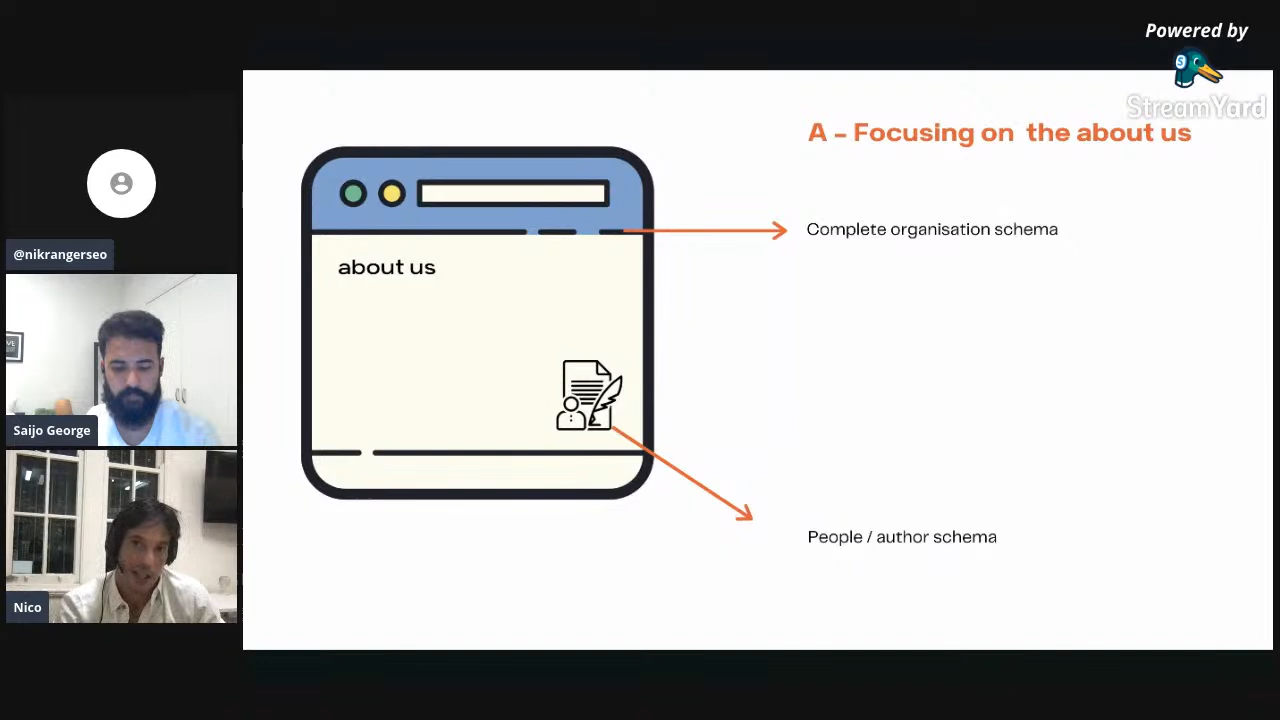 Powered by
StreamYard
A - Focusing on the about us
Complete organisation schema
about us
People / author schema
@nikrangerseo
Saijo George
Nico